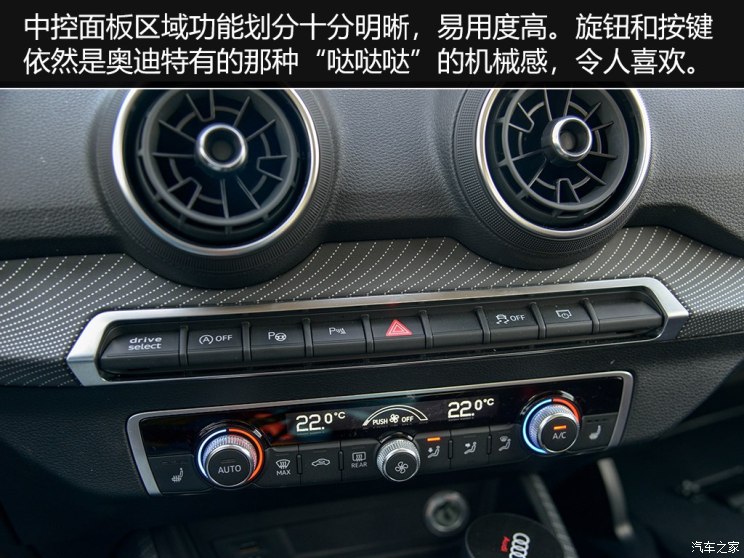 中控面板区域功能划分十分明晰，易用度高。旋钮和按键
依然是奥迪特有的那种“哒哒哒”的机械感，令人喜欢。
drive
select
A OFF
P
P
OFF
22.0°C
PUSH OFF
22.0°C
AUTO
MAX
REAR
A/C
Audi
汽车之家